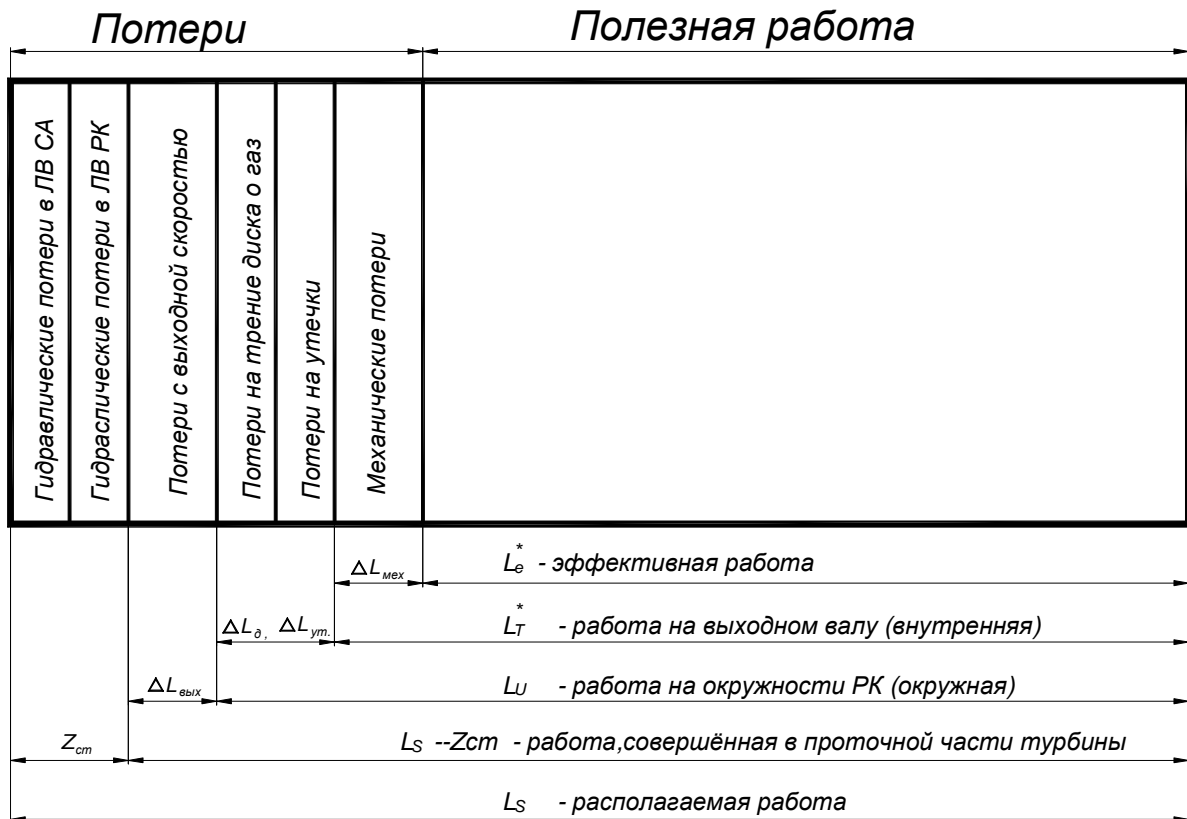 Потери
Полезная работа
Гидравлические потери в ЛВ СА
Гидраслические потери в ЛВ РК
Потери с выходной скоростью
Потери на трение диска о газ
Потери на утечки
Механические потери
ΔLмех
L*e - эффективная работа
ΔLд, ΔLут.
L*T - работа на выходном валу (внутренняя)
ΔLвых
LU - работа на окружности РК (окружная)
Zст
LS --Zст - работа,совершённая в проточной части турбины
LS - располагаемая работа